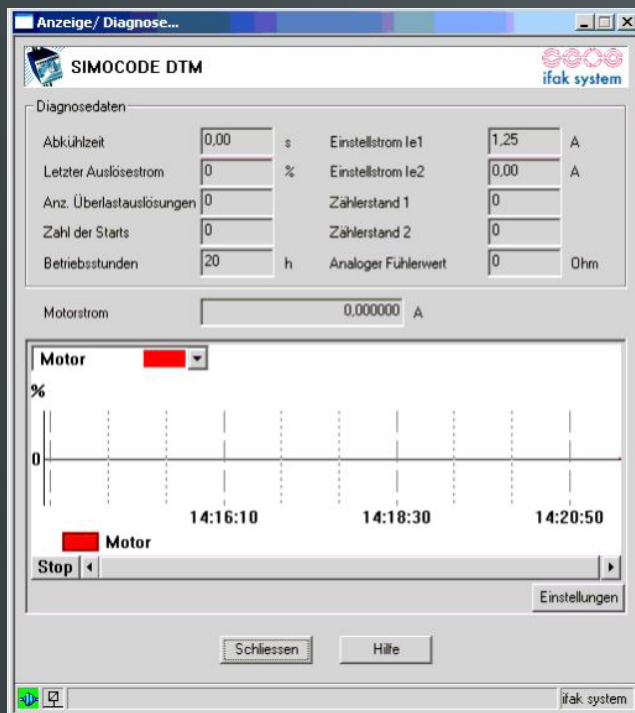 Anzeige/ Diagnose...
SIMOCODE DTM
ifak system
Diagnosedaten
Abkühlzeit 0,00 s Einstellstrom Ie1 1,25 A
Letzter Auslösestrom 0 % Einstellstrom Ie2 0,00 A
Anz. Überlastauslösungen 0 Zählerstand 1 0
Zahl der Starts 0 Zählerstand 2 0
Betriebsstunden 20 h Analoger Fühlerwert 0 Ohm
Motorstrom 0,000000 A
Motor
%
0
14:16:10 14:18:30 14:20:50
Motor
Stop
Einstellungen
Schliessen Hilfe
ifak system